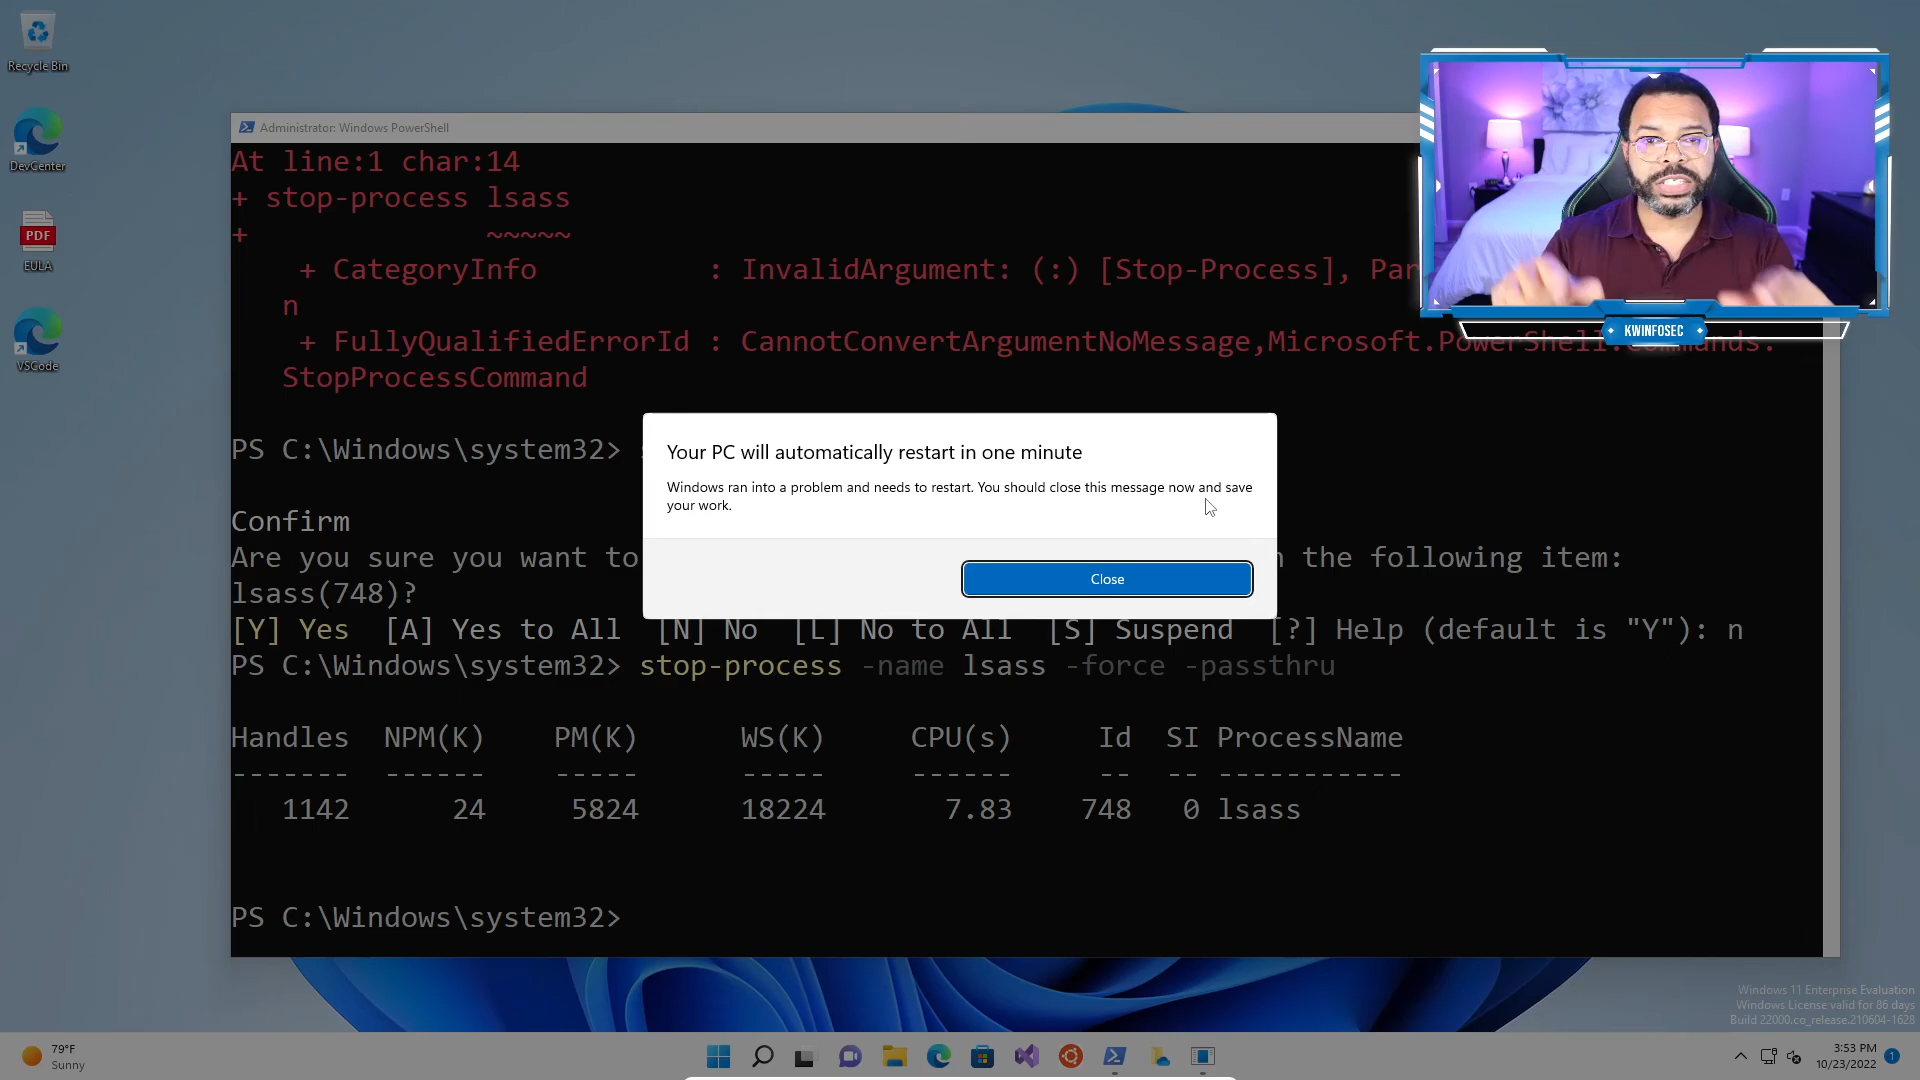 Recycle Bin
DevCenter
PDF
EULA
VSCode
Administrator: Windows PowerShell
At line:1 char:14
+ stop-process lsass
+ ~~~~~
+ CategoryInfo : InvalidArgument: (:) [Stop-Process], Par
n
+ FullyQualifiedErrorId : CannotConvertArgumentNoMessage,Microsoft.PowerShell.Commands.
StopProcessCommand
PS C:\Windows\system32>
Your PC will automatically restart in one minute
Windows ran into a problem and needs to restart. You should close this message now and save
your work.
Close
Confirm
Are you sure you want to the following item:
lsass(748)?
[Y] Yes [A] Yes to All [N] No [L] No to All [S] Suspend [?] Help (default is "Y"): n
PS C:\Windows\system32> stop-process -name lsass -force -passthru
Handles NPM(K) PM(K) WS(K) CPU(s) Id SI ProcessName
------- ------ ----- ----- ------ -- -- -----------
1142 24 5824 18224 7.83 748 0 lsass
PS C:\Windows\system32>
KWINFOSEC
Windows 11 Enterprise Evaluation
Windows License valid for 86 days
Build 22000.co_release.210604-1628
79°F
Sunny
3:53 PM
10/23/2022
1